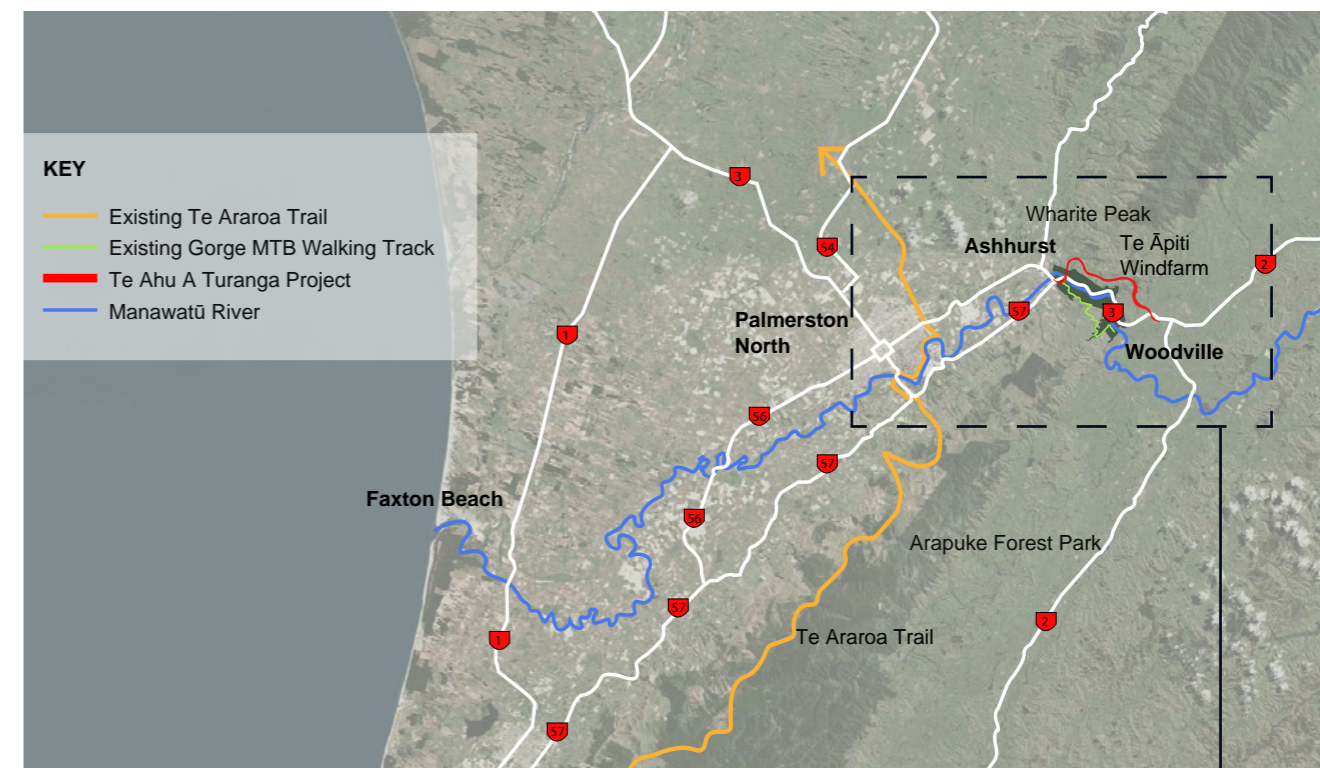 KEY
Existing Te Araroa Trail
Existing Gorge MTB Walking Track
Te Ahu A Turanga Project
Manawatū River
3
54
Wharite Peak
Ashhurst
Te Āpiti
Windfarm
2
57
3
1
Palmerston
North
Woodville
56
57
Faxton Beach
56
Arapuke Forest Park
57
2
1
Te Araroa Trail
57